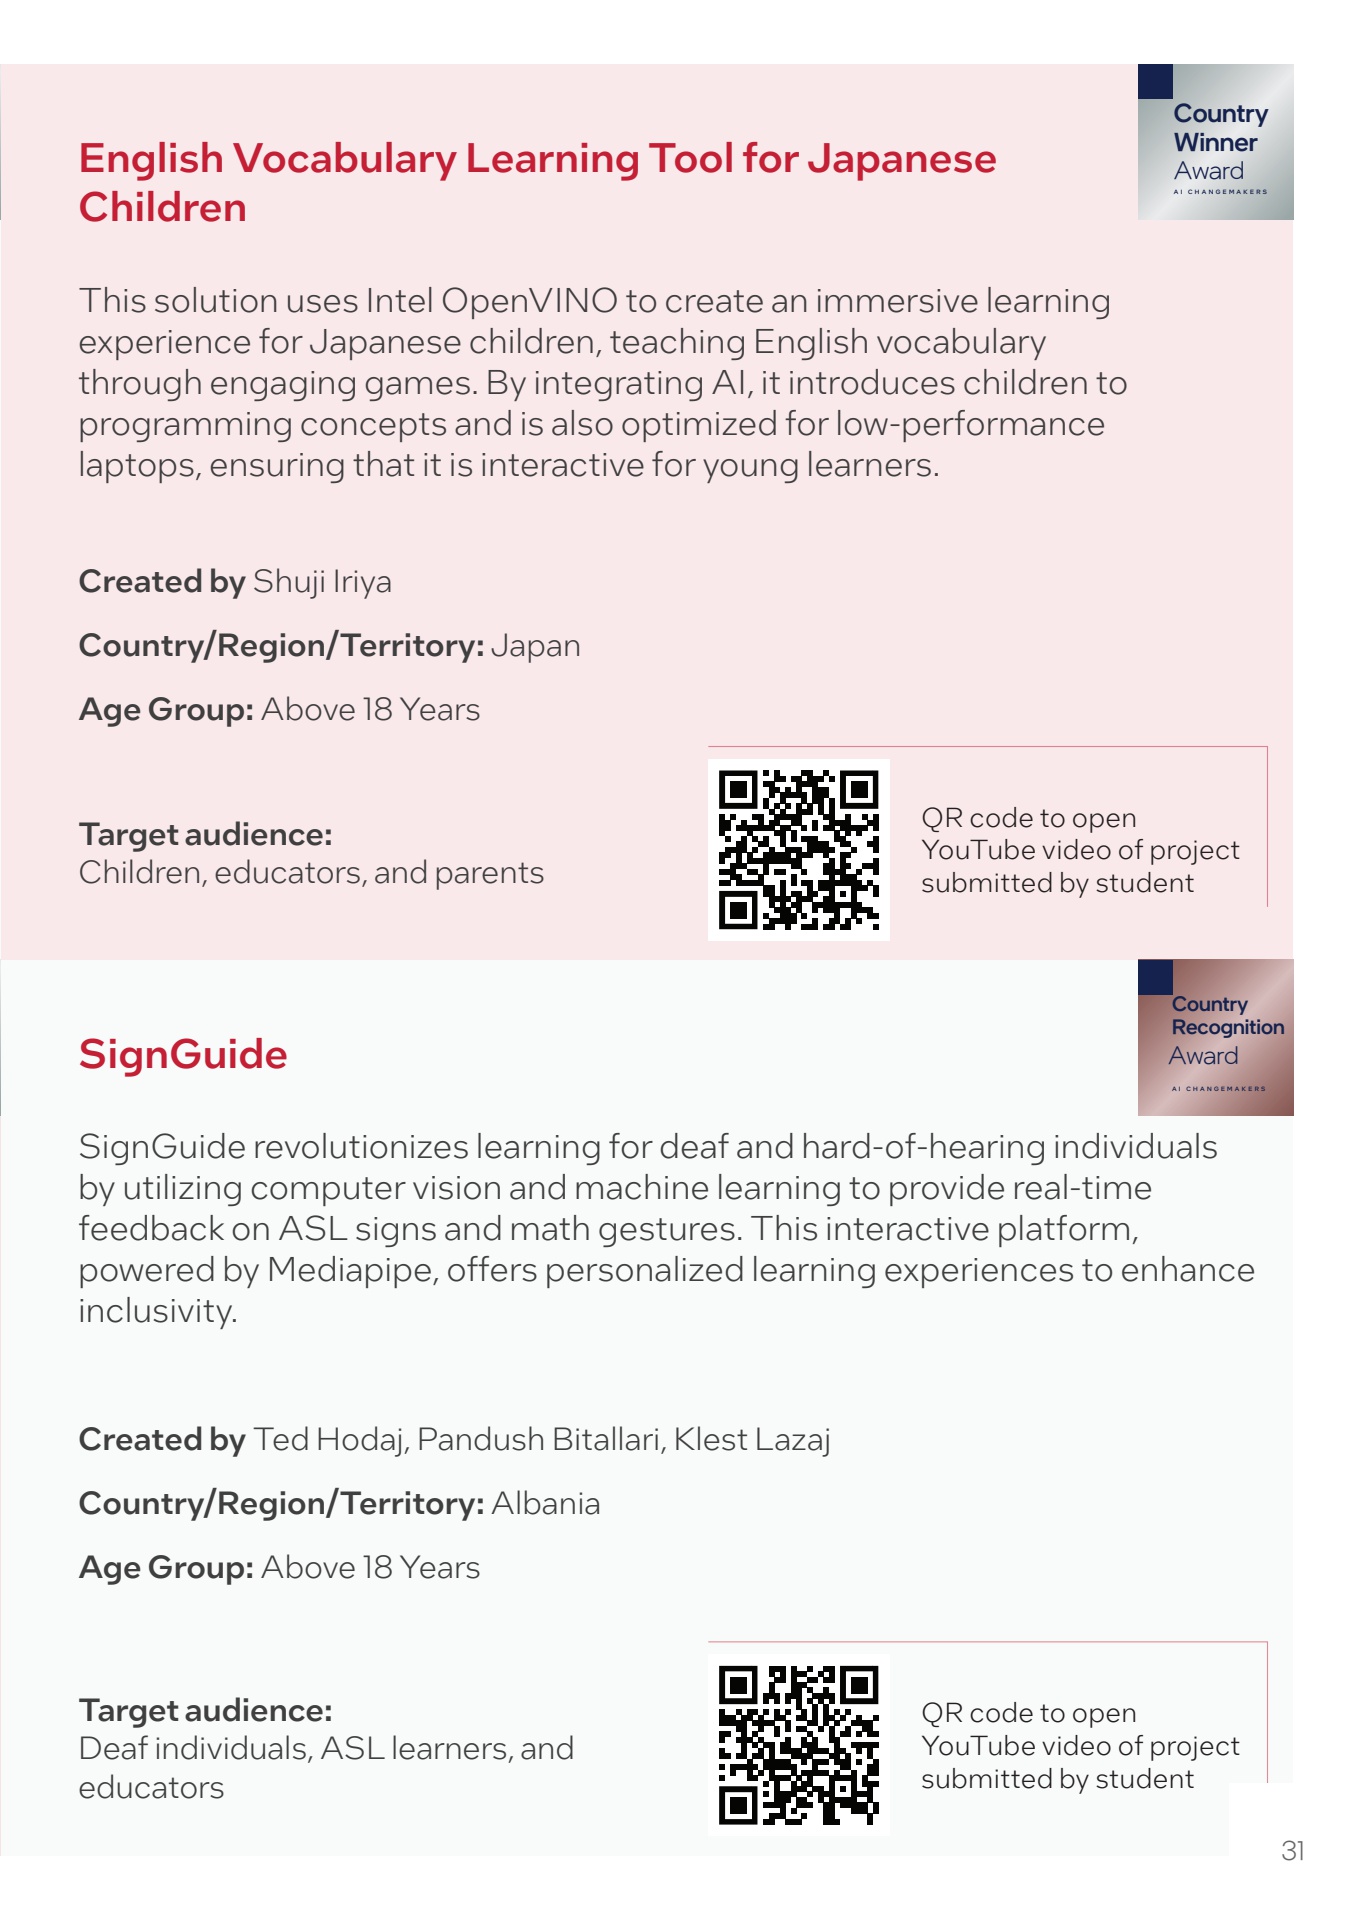 Country
Winner
Award
AI CHANGEMAKERS
English Vocabulary Learning Tool for Japanese
Children
This solution uses Intel OpenVINO to create an immersive learning
experience for Japanese children, teaching English vocabulary
through engaging games. By integrating AI, it introduces children to
programming concepts and is also optimized for low-performance
laptops, ensuring that it is interactive for young learners.
Created by Shuji Iriya
Country/Region/Territory: Japan
Age Group: Above 18 Years
Target audience:
Children, educators, and parents
QR code to open
YouTube video of project
submitted by student
Country
Recognition
Award
AI CHANGEMAKERS
SignGuide
SignGuide revolutionizes learning for deaf and hard-of-hearing individuals
by utilizing computer vision and machine learning to provide real-time
feedback on ASL signs and math gestures. This interactive platform,
powered by Mediapipe, offers personalized learning experiences to enhance
inclusivity.
Created by Ted Hodaj, Pandush Bitallari, Klest Lazaj
Country/Region/Territory: Albania
Age Group: Above 18 Years
Target audience:
Deaf individuals, ASL learners, and
educators
QR code to open
YouTube video of project
submitted by student
31